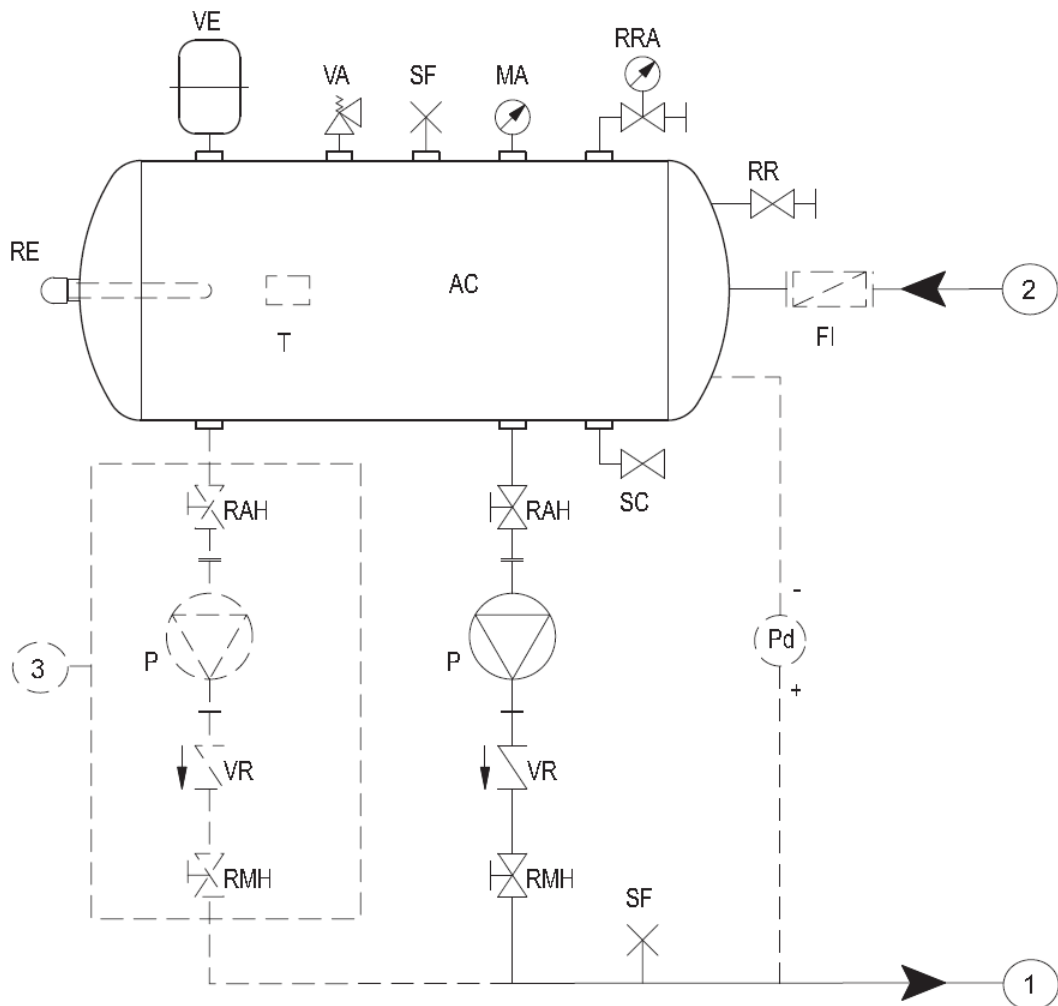 VE
RRA
VA
SF
MA
RR
RE
AC
2
T
FI
RAH
RAH
SC
-
3
P
P
Pd
+
VR
VR
RMH
RMH
SF
1